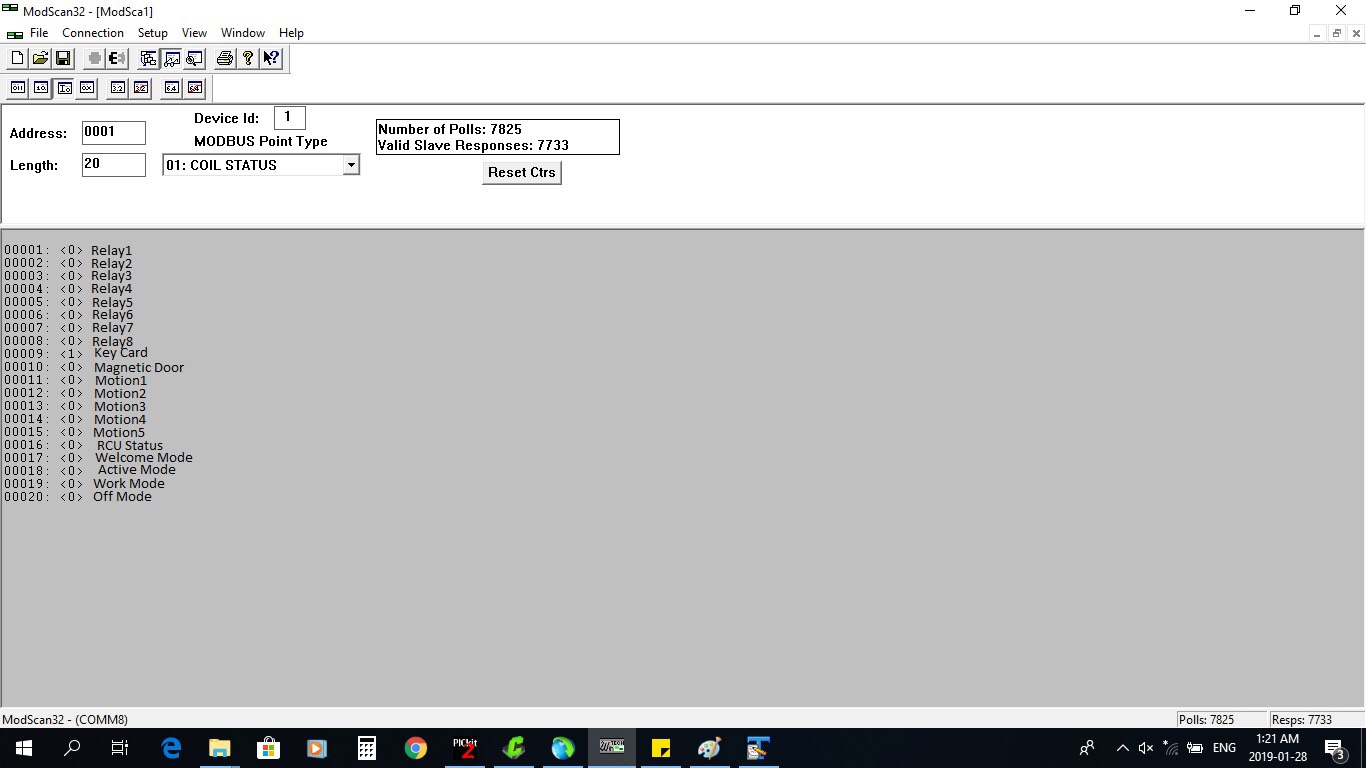 ModScan32 - [ModSca1]
File Connection Setup View Window Help
Address: 0001
Device Id: 1
MODBUS Point Type
Length: 20
01: COIL STATUS
Number of Polls: 7825
Valid Slave Responses: 7733
Reset Ctrs
00001: <0> Relay1
00002: <0> Relay2
00003: <0> Relay3
00004: <0> Relay4
00005: <0> Relay5
00006: <0> Relay6
00007: <0> Relay7
00008: <0> Relay8
00009: <1> Key Card
00010: <0> Magnetic Door
00011: <0> Motion1
00012: <0> Motion2
00013: <0> Motion3
00014: <0> Motion4
00015: <0> Motion5
00016: <0> RCU Status
00017: <0> Welcome Mode
00018: <0> Active Mode
00019: <0> Work Mode
00020: <0> Off Mode
ModScan32 - (COMM8) Polls: 7825 Resps: 7733
PICkit 2
ENG
1:21 AM
2019-01-28
3